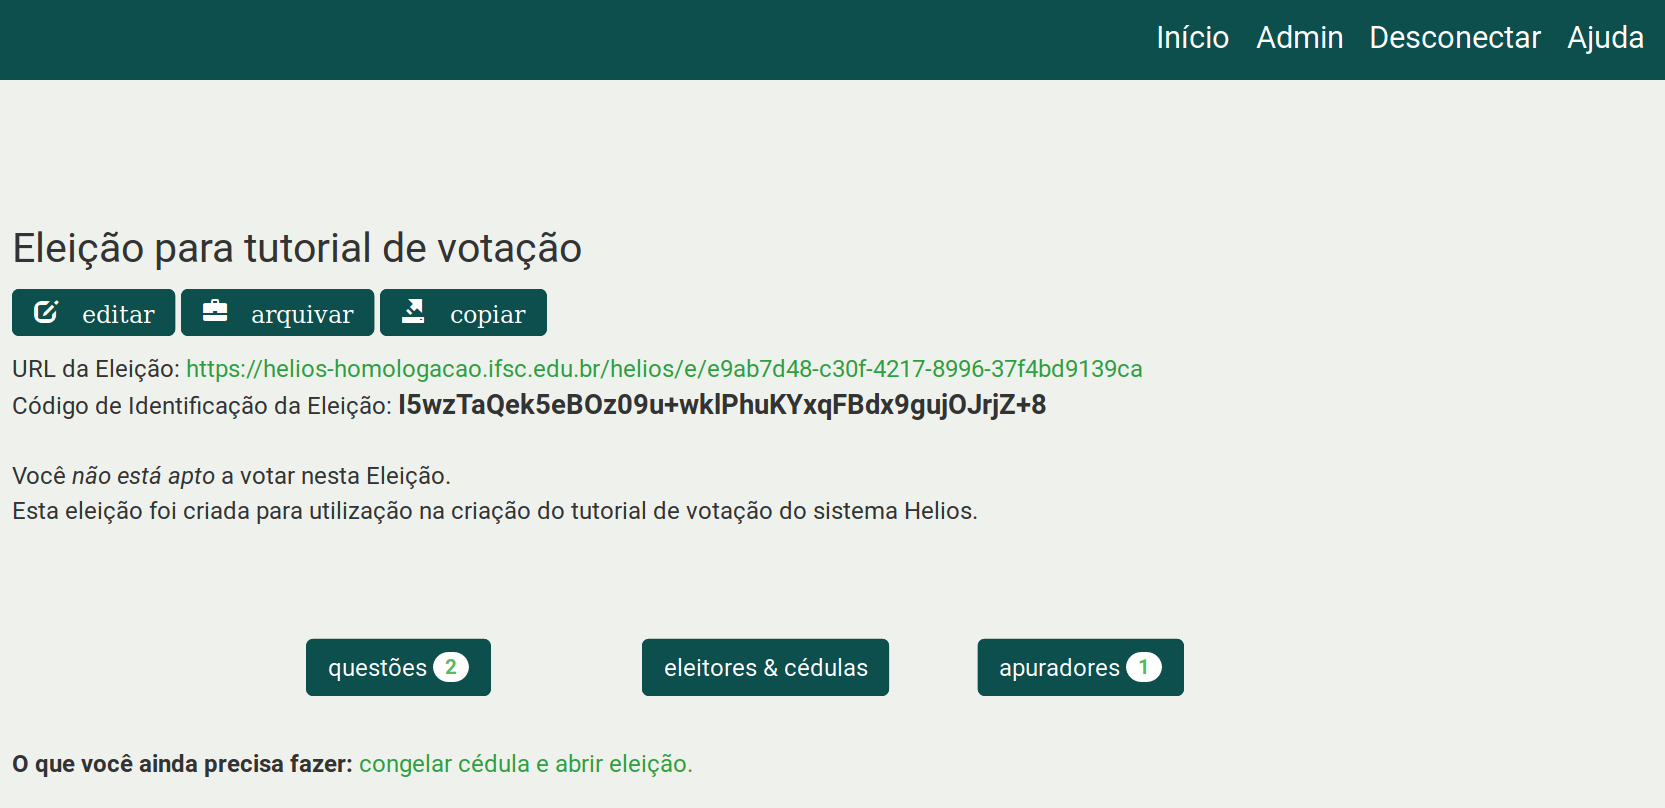 Início Admin Desconectar Ajuda
Eleição para tutorial de votação
editar arquivar copiar
URL da Eleição: https://helios-homologacao.ifsc.edu.br/helios/e/e9ab7d48-c30f-4217-8996-37f4bd9139ca
Código de Identificação da Eleição: I5wzTaQek5eBOz09u+wklPhuKYxqFBdx9gujOJrjZ+8
Você não está apto a votar nesta Eleição.
Esta eleição foi criada para utilização na criação do tutorial de votação do sistema Helios.
questões 2 eleitores & cédulas apuradores 1
O que você ainda precisa fazer: congelar cédula e abrir eleição.